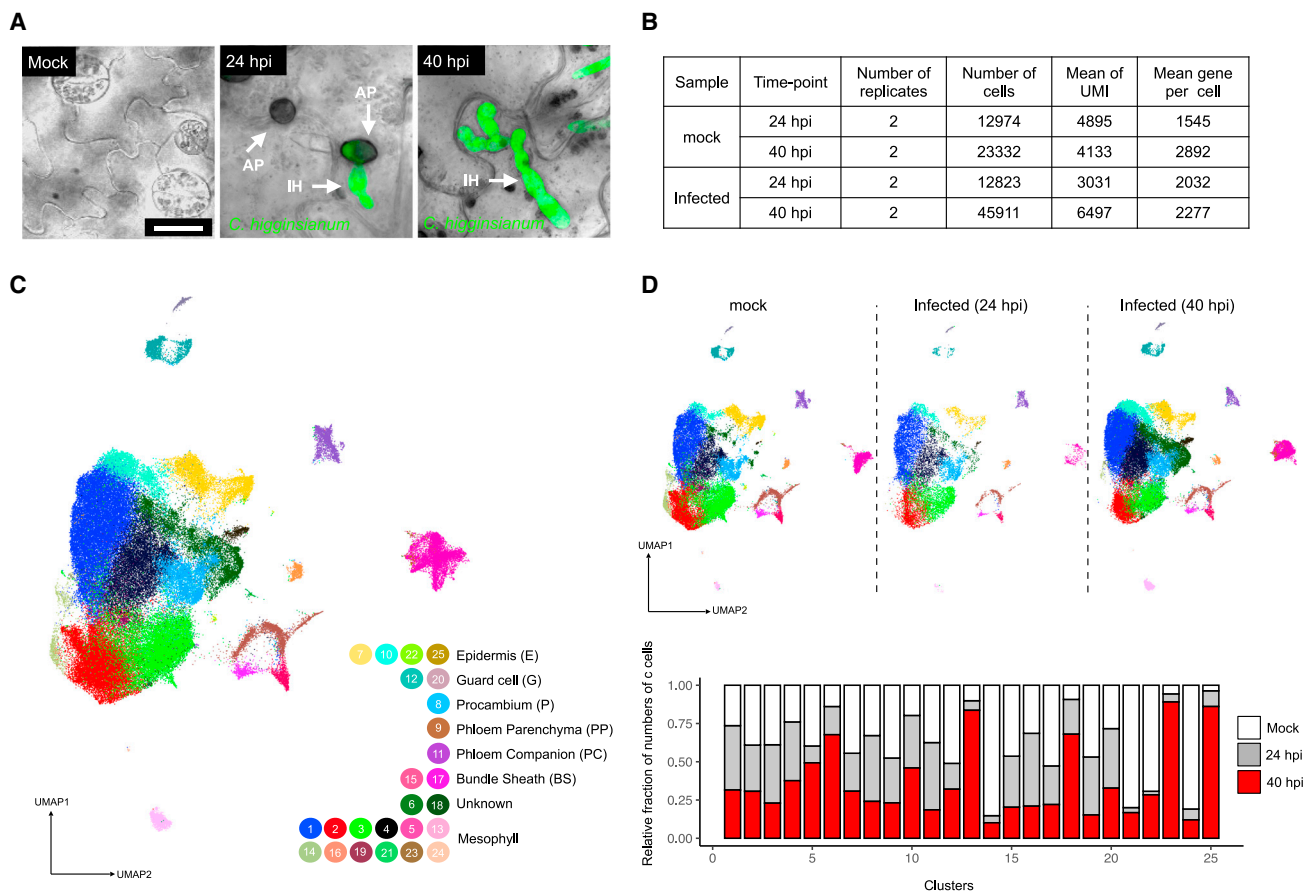 A
Mock
24 hpi
AP
AP
IH
C. higginsianum
40 hpi
IH
C. higginsienam
B
Sample Time-point Number of replicates Number of cells Mean of UMI Mean gene per cell
mock 24 hpi 2 12974 4895 1545
40 hpi 2 23332 4133 2892
Infected 24 hpi 2 12823 3031 2032
40 hpi 2 45911 6497 2277
C
UMAP1
UMAP2
7 10 22 25 Epidermis (E)
12 20 Guard cell (G)
8 Procambium (P)
9 Phloem Parenchyma (PP)
11 Phloem Companion (PC)
15 17 Bundle Sheath (BS)
6 18 Unknown
1 2 3 4 5 13 Mesophyll
14 16 19 21 23 24
D
mock
Infected (24 hpi)
Infected (40 hpi)
UMAP1
UMAP2
Relative fraction of numbers of c cells
1.00
0.75
0.50
0.25
0.00
0 5 10 15 20 25
Clusters
Mock
24 hpi
40 hpi